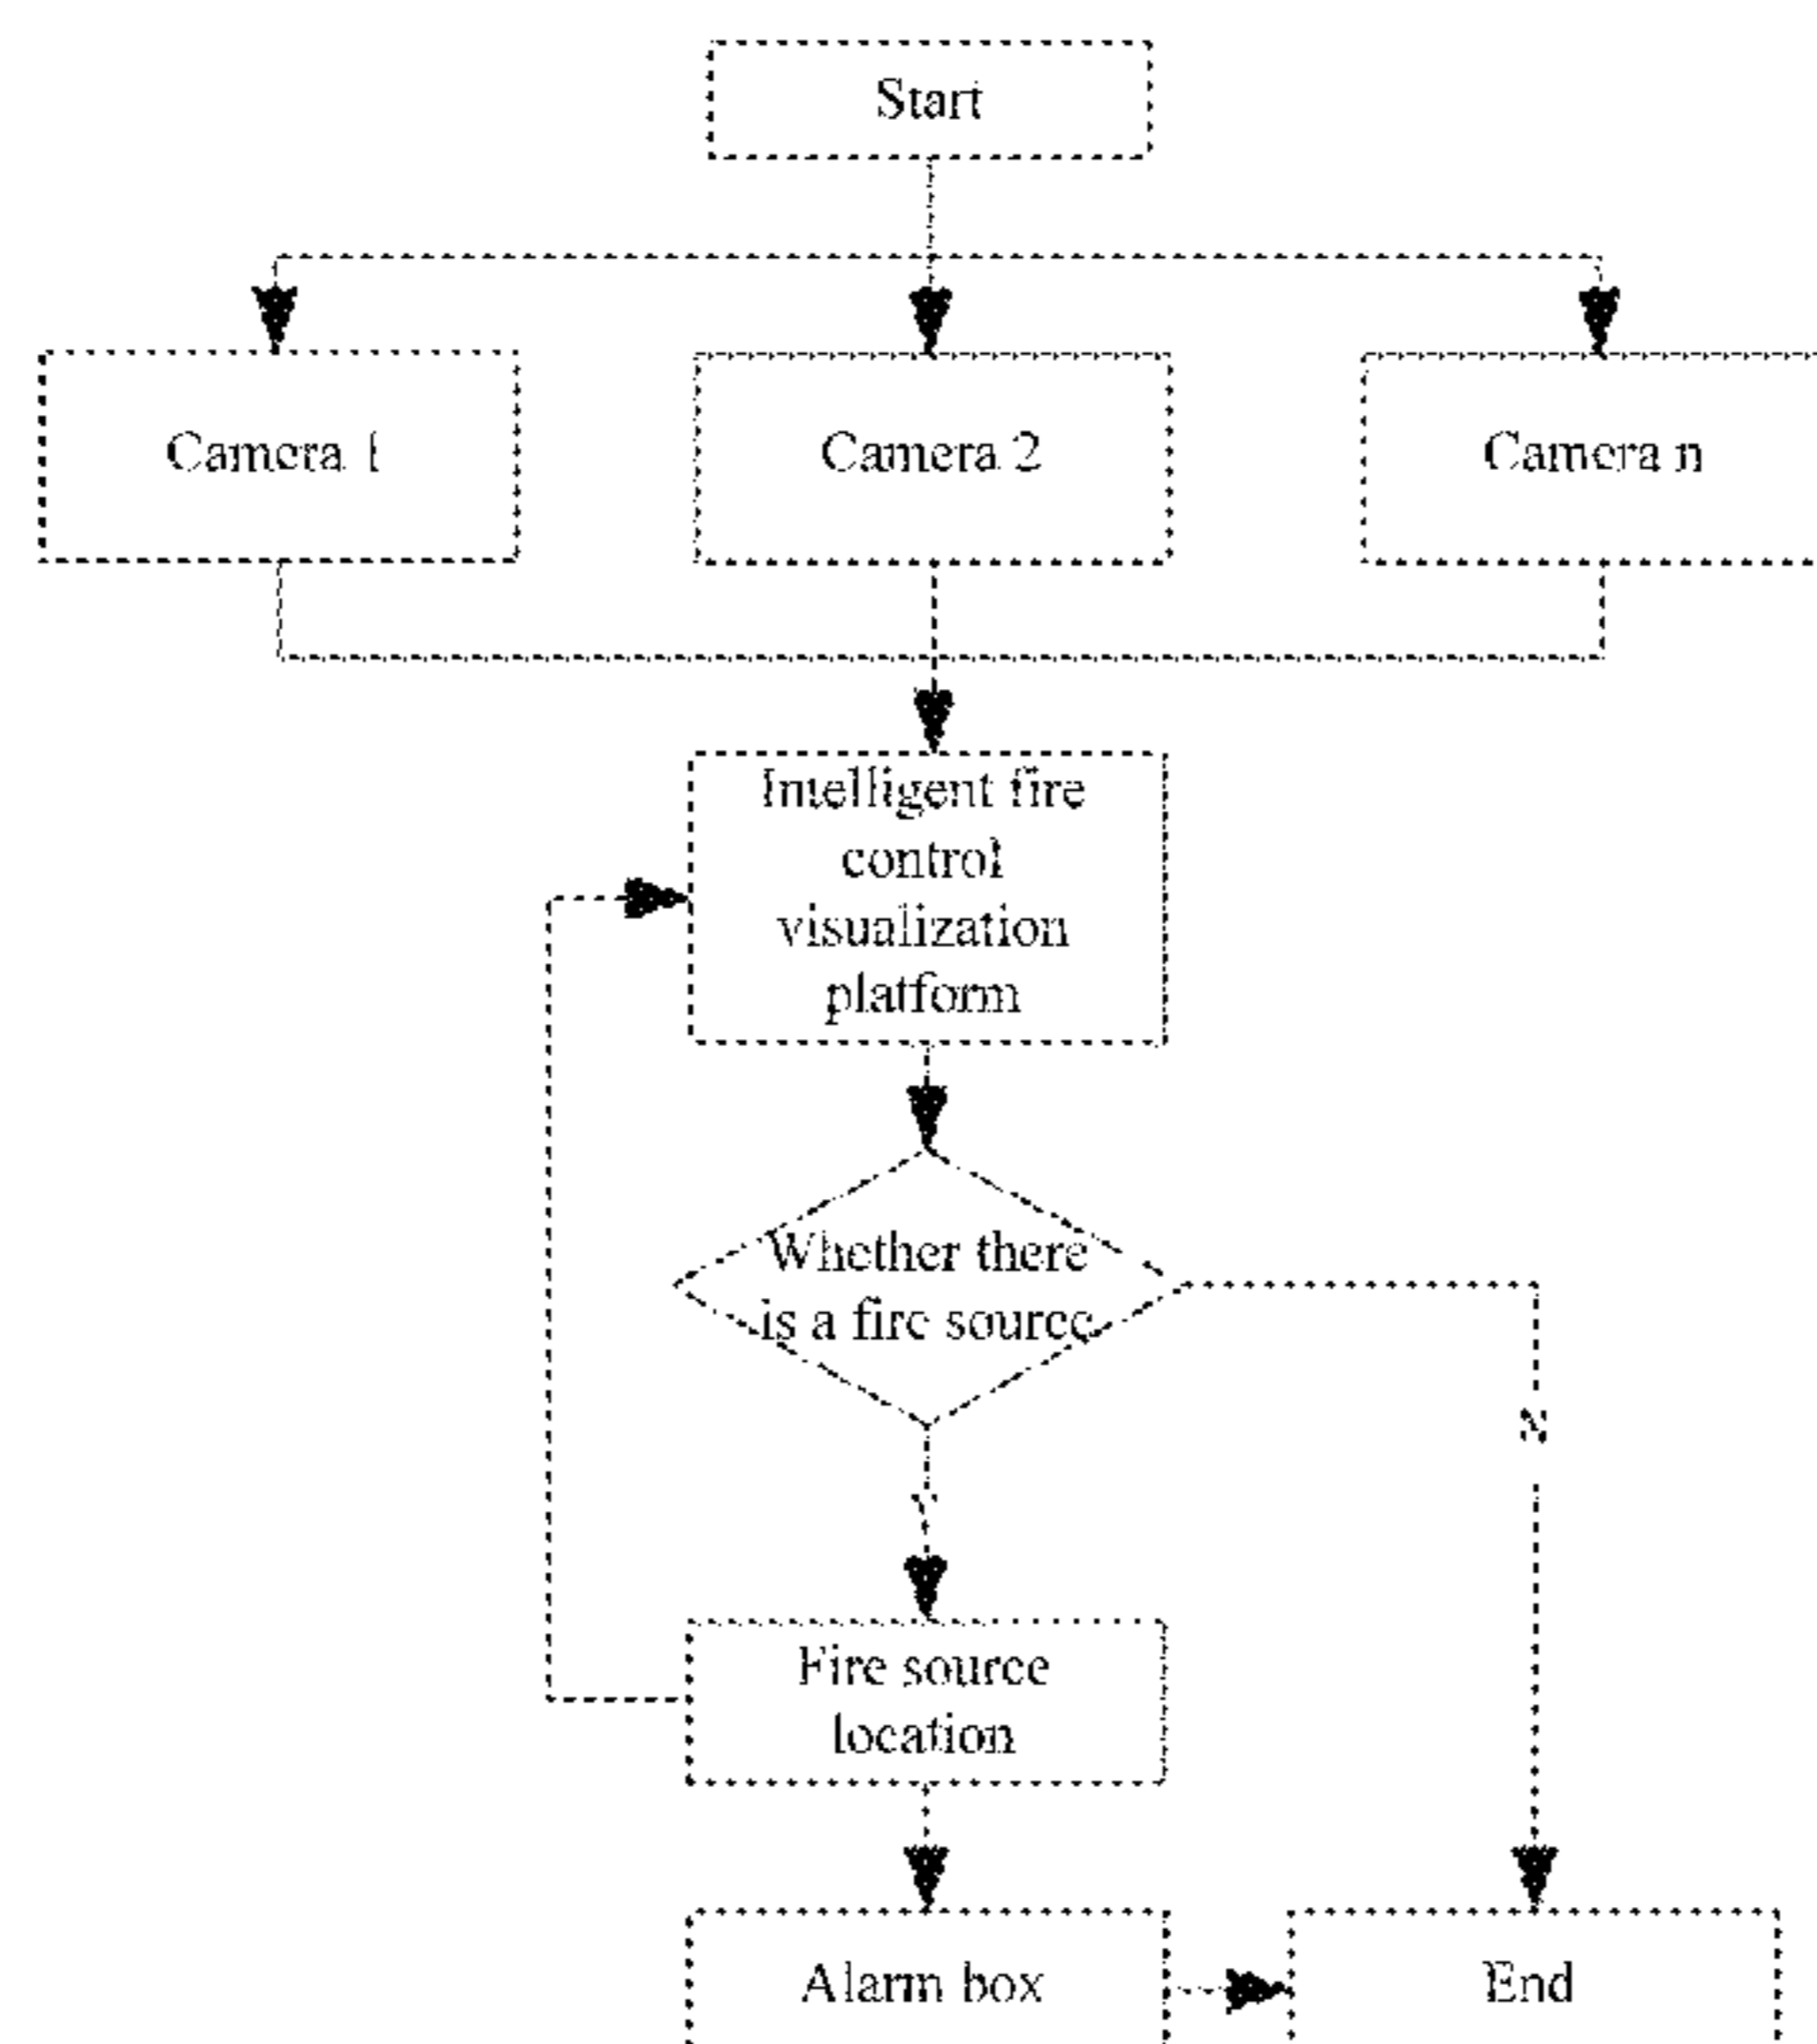 Start
Camera 1
Camera 2
Camera n
Intelligent fire
control
visualization
platform
Whether there
is a fire source
N
Y
Fire source
location
Alarm box
End